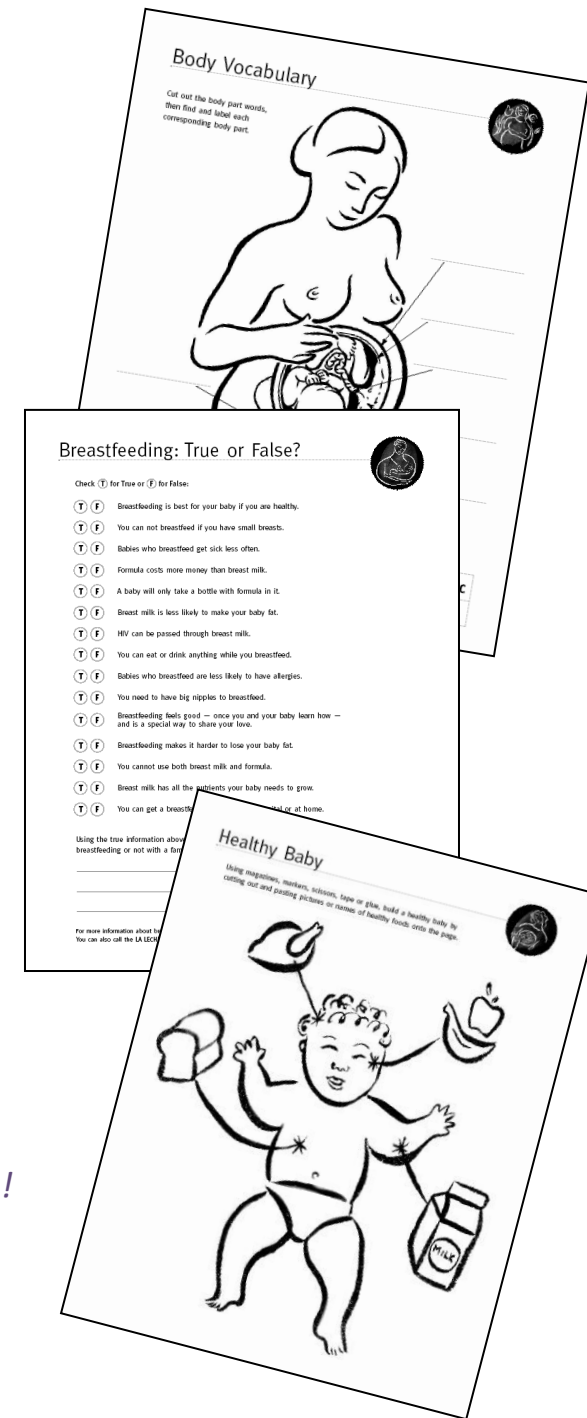 Body Vocabulary
Cut out the body part words,
then find and label each
corresponding body part.
C
Breastfeeding: True or False?
Check T for True or F for False:
T F Breastfeeding is best for your baby if you are healthy.
T F You can not breastfeed if you have small breasts.
T F Babies who breastfeed get sick less often.
T F Formula costs more money than breast milk.
T F A baby will only take a bottle with formula in it.
T F Breast milk is less likely to make your baby fat.
T F HIV can be passed through breast milk.
T F You can eat or drink anything while you breastfeed.
T F Babies who breastfeed are less likely to have allergies.
T F You need to have big nipples to breastfeed.
T F Breastfeeding feels good — once you and your baby learn how —
and is a special way to share your love.
T F Breastfeeding makes it harder to lose your baby fat.
T F You cannot use both breast milk and formula.
T F Breast milk has all the nutrients your baby needs to grow.
T F You can get a or at home.
Using the true information
breastfeeding or not with a
For more information about
You can also call the LA
Healthy Baby
Using magazines, markers, scissors, tape or glue, build a healthy baby by
cutting out and pasting pictures or names of healthy foods onto the page.
MILK
!